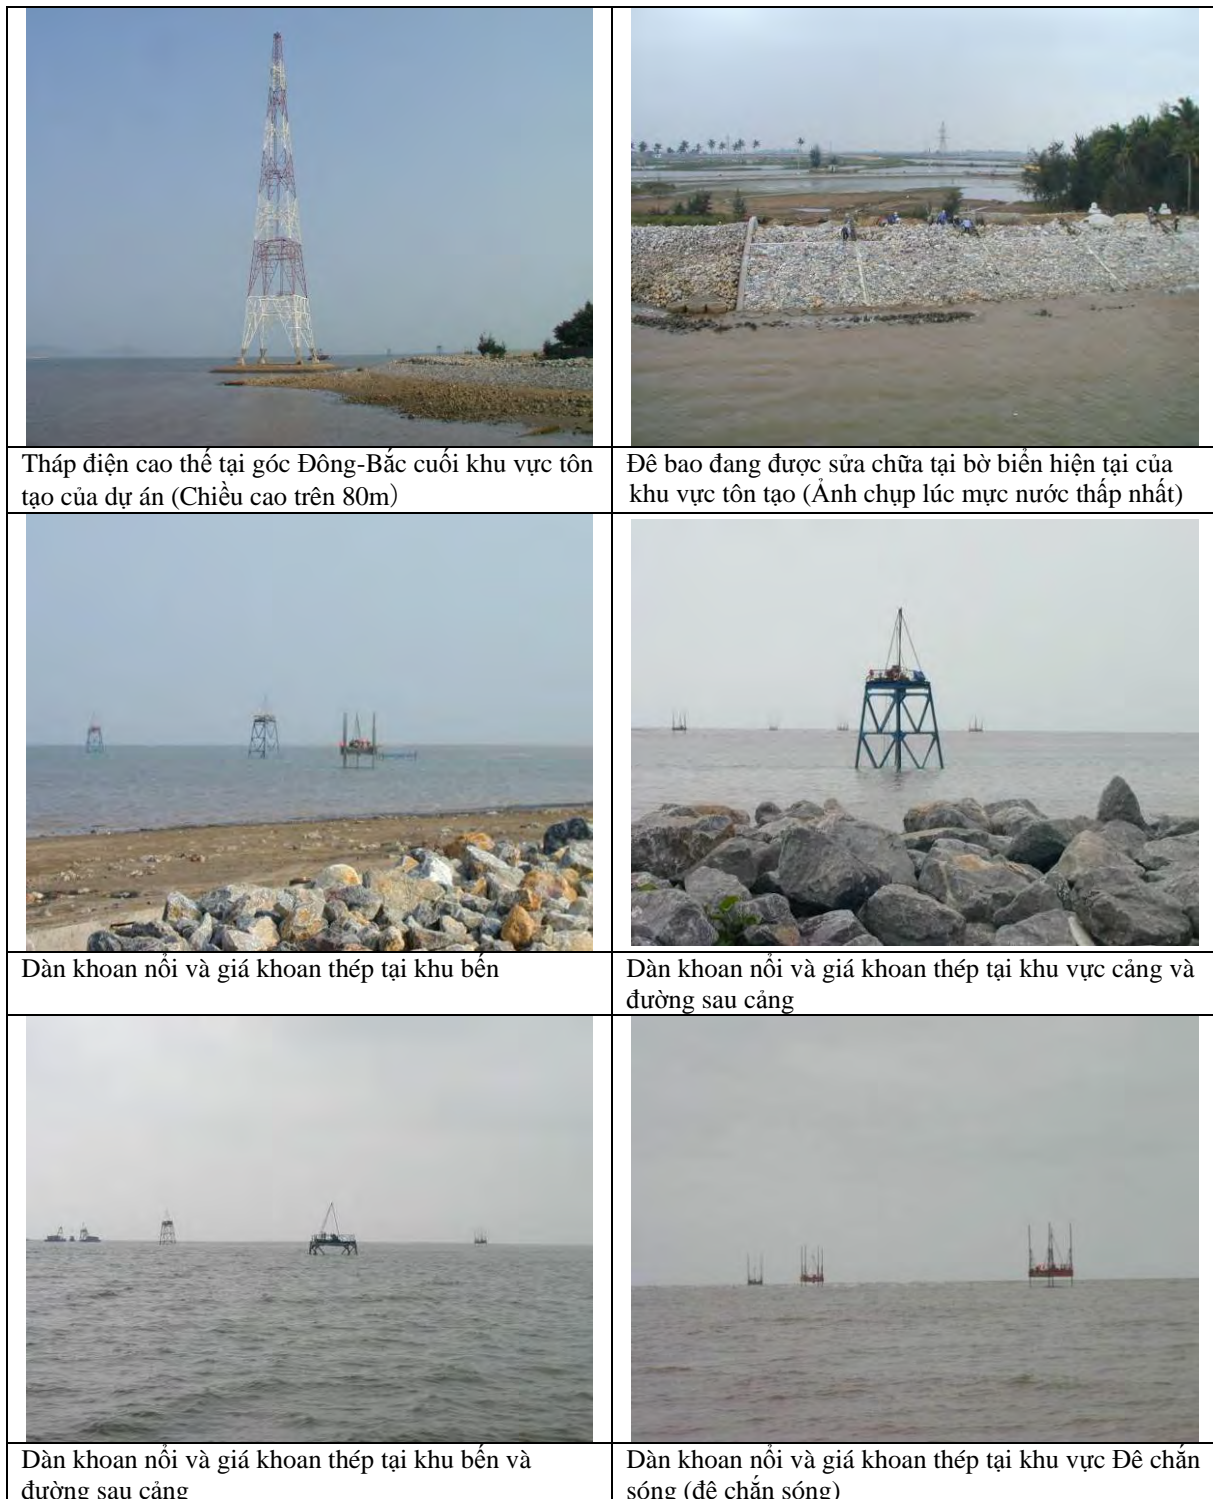 Tháp điện cao thế tại góc Đông-Bắc cuối khu vực tôn
tạo của dự án (Chiều cao trên 80m）
Đê bao đang được sửa chữa tại bờ biển hiện tại của
khu vực tôn tạo (Ảnh chụp lúc mực nước thấp nhất)
Dàn khoan nổi và giá khoan thép tại khu bến
Dàn khoan nổi và giá khoan thép tại khu vực cảng và
đường sau cảng
Dàn khoan nổi và giá khoan thép tại khu bến và
đường sau cảng
Dàn khoan nổi và giá khoan thép tại khu vực Đê chắn
sóng (đê chắn sóng)